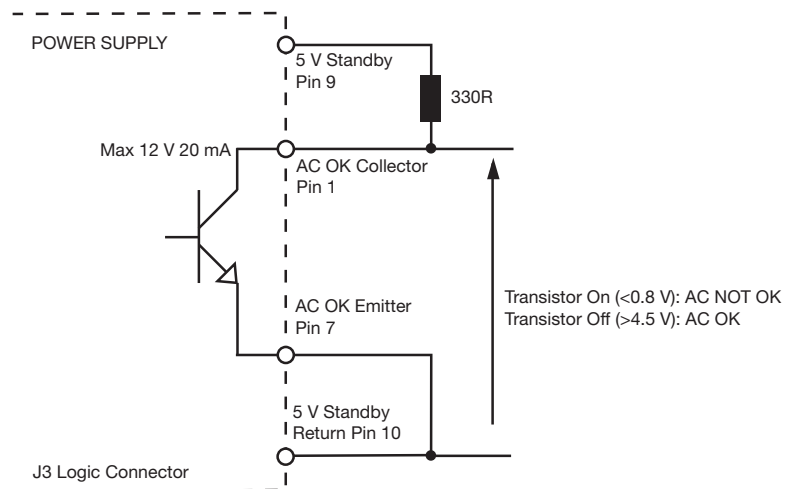 POWER SUPPLY
5 V Standby
Pin 9
330R
Max 12 V 20 mA
AC OK Collector
Pin 1
Transistor On (<0.8 V): AC NOT OK
Transistor Off (>4.5 V): AC OK
AC OK Emitter
Pin 7
5 V Standby
Return Pin 10
J3 Logic Connector